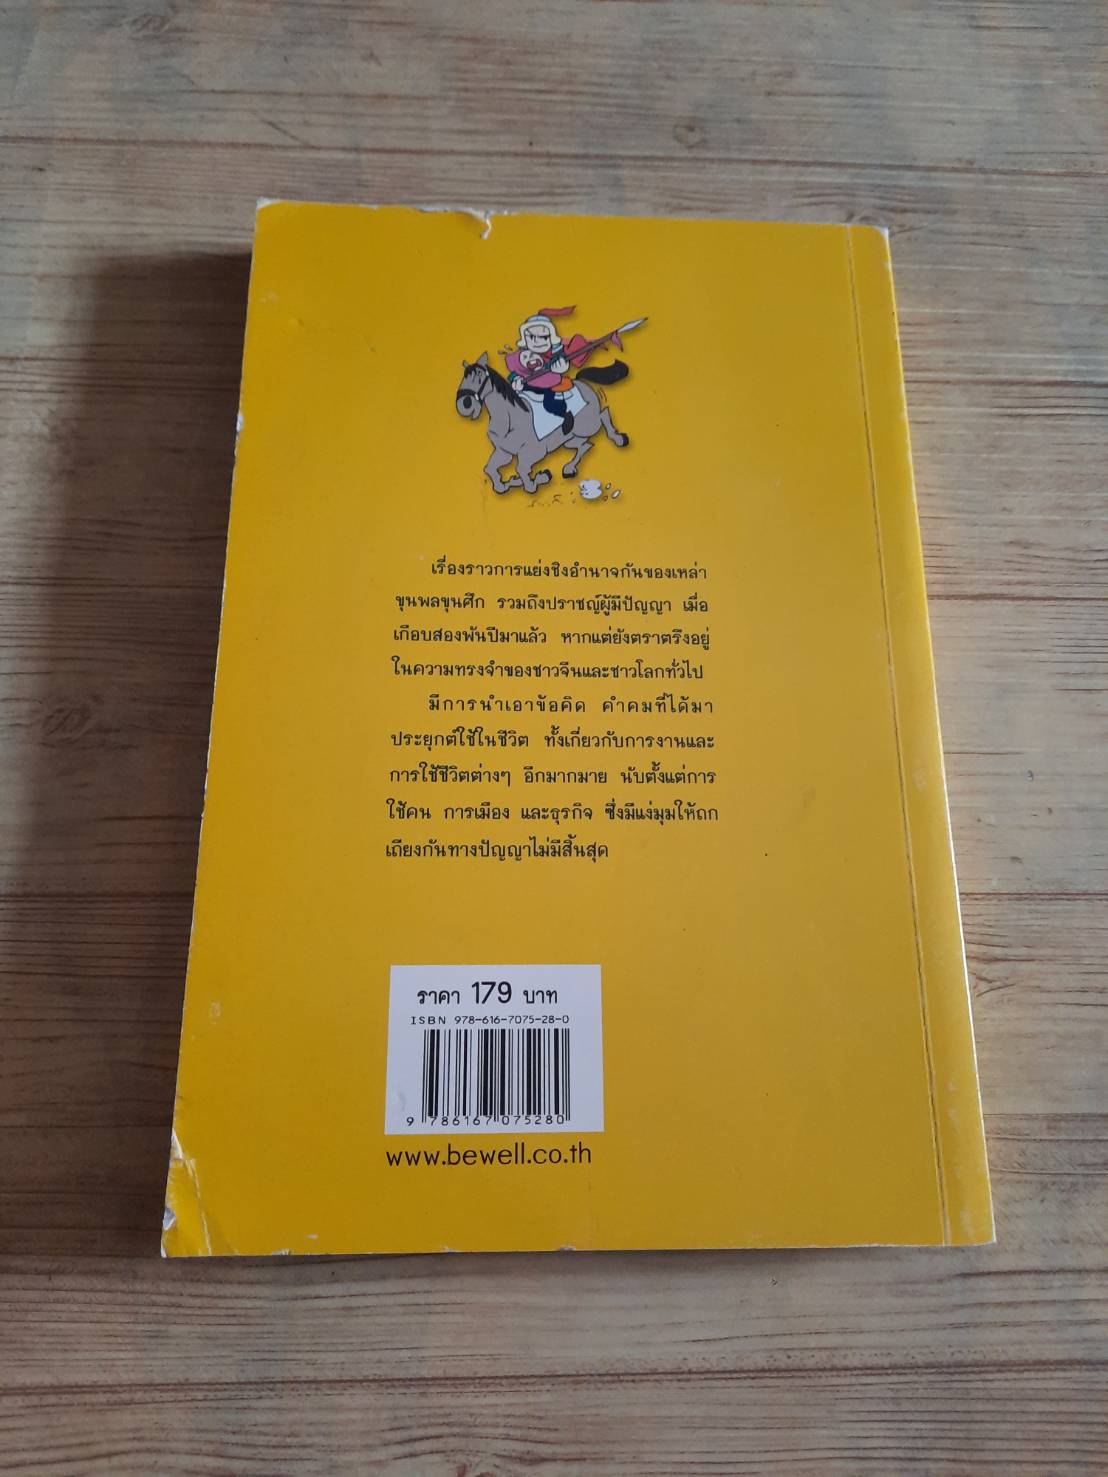 เรื่องราวการแย่งชิงอำนาจกันของเหล่า
ขุนพลขุนศึก รวมถึงปราชญ์ผู้มีปัญญา เมื่อ
เกือบสองพันปีมาแล้ว หากแต่ยังตราตรึงอยู่
ในความทรงจำของชาวจีนและชาวโลกทั่วไป
มีการนำเอาข้อคิด คำคมที่ได้มา
ประยุกต์ใช้ในชีวิต ทั้งเกี่ยวกับการงานและ
การใช้ชีวิตต่างๆ อีกมากมาย นับตั้งแต่การ
ใช้คน การเมือง และธุรกิจ ซึ่งมีแง่มุมให้ถก
เถียงกันทางปัญญาไม่มีสิ้นสุด
ราคา 179 บาท
ISBN 978-616-7075-28-0
9 786167 075280
www.bewell.co.th